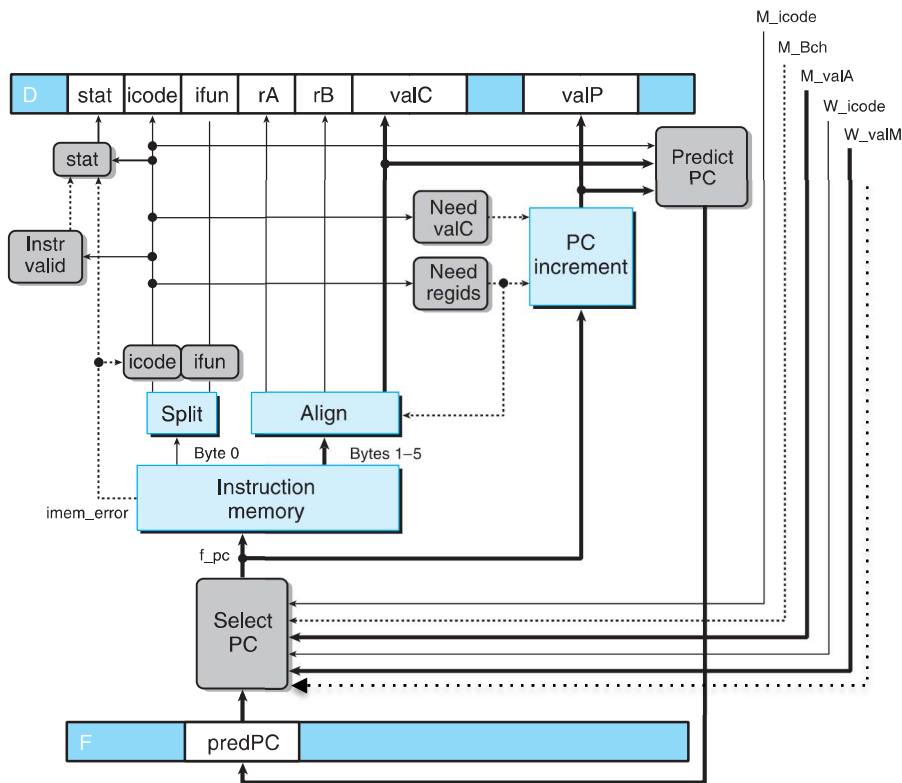 M_icode
M_Bch
M_valA
W_icode
W_valM
D stat icode ifun rA rB valC valP
stat
Predict
PC
Need
valC
Instr
valid
PC
increment
Need
regids
icode ifun
Split
Align
Byte 0
Bytes 1–5
Instruction
memory
imem_error
f_pc
Select
PC
F predPC